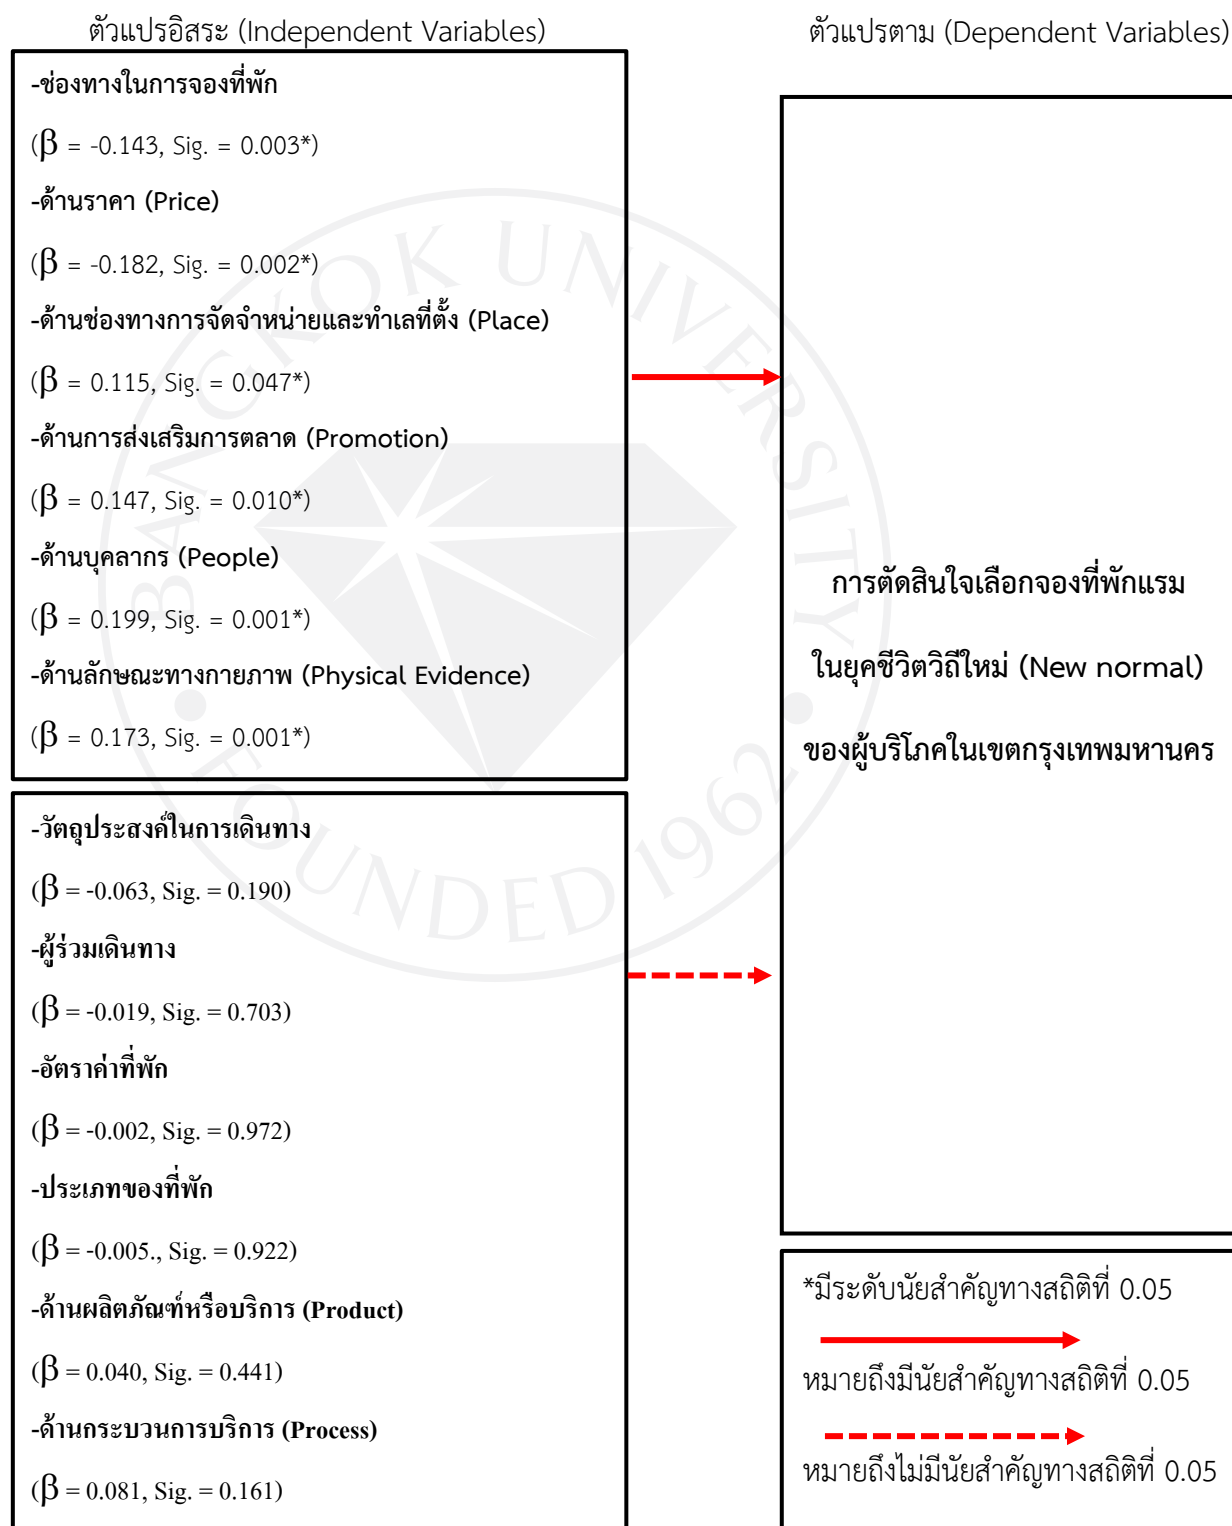 ตัวแปรอิสระ (Independent Variables)
-ช่องทางในการจองที่พัก
(β = -0.143, Sig. = 0.003*)
-ด้านราคา (Price)
(β = -0.182, Sig. = 0.002*)
-ด้านช่องทางการจัดจำหน่ายและทำเลที่ตั้ง (Place)
(β = 0.115, Sig. = 0.047*)
-ด้านการส่งเสริมการตลาด (Promotion)
(β = 0.147, Sig. = 0.010*)
-ด้านบุคลากร (People)
(β = 0.199, Sig. = 0.001*)
-ด้านลักษณะทางกายภาพ (Physical Evidence)
(β = 0.173, Sig. = 0.001*)
-วัตถุประสงค์ในการเดินทาง
(β = -0.063, Sig. = 0.190)
-ผู้ร่วมเดินทาง
(β = -0.019, Sig. = 0.703)
-อัตราค่าที่พัก
(β = -0.002, Sig. = 0.972)
-ประเภทของที่พัก
(β = -0.005., Sig. = 0.922)
-ด้านผลิตภัณฑ์หรือบริการ (Product)
(β = 0.040, Sig. = 0.441)
-ด้านกระบวนการบริการ (Process)
(β = 0.081, Sig. = 0.161)
ตัวแปรตาม (Dependent Variables)
การตัดสินใจเลือกจองที่พักแรม
ในยุคชีวิตวิถีใหม่ (New normal)
ของผู้บริโภคในเขตกรุงเทพมหานคร
*มีระดับนัยสำคัญทางสถิติที่ 0.05
หมายถึงมีนัยสำคัญทางสถิติที่ 0.05
หมายถึงไม่มีนัยสำคัญทางสถิติที่ 0.05
BANGKOK UNIVERSITY
FOUNDED 1962